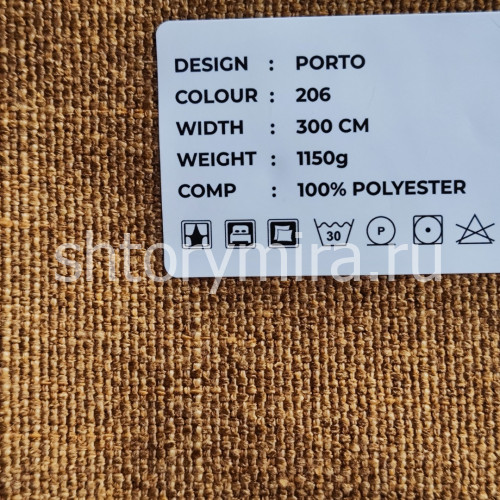 DESIGN : PORTO
COLOUR : 206
WIDTH : 300 CM
WEIGHT : 1150g
COMP : 100% POLYESTER
30 P
shtorymira.ru